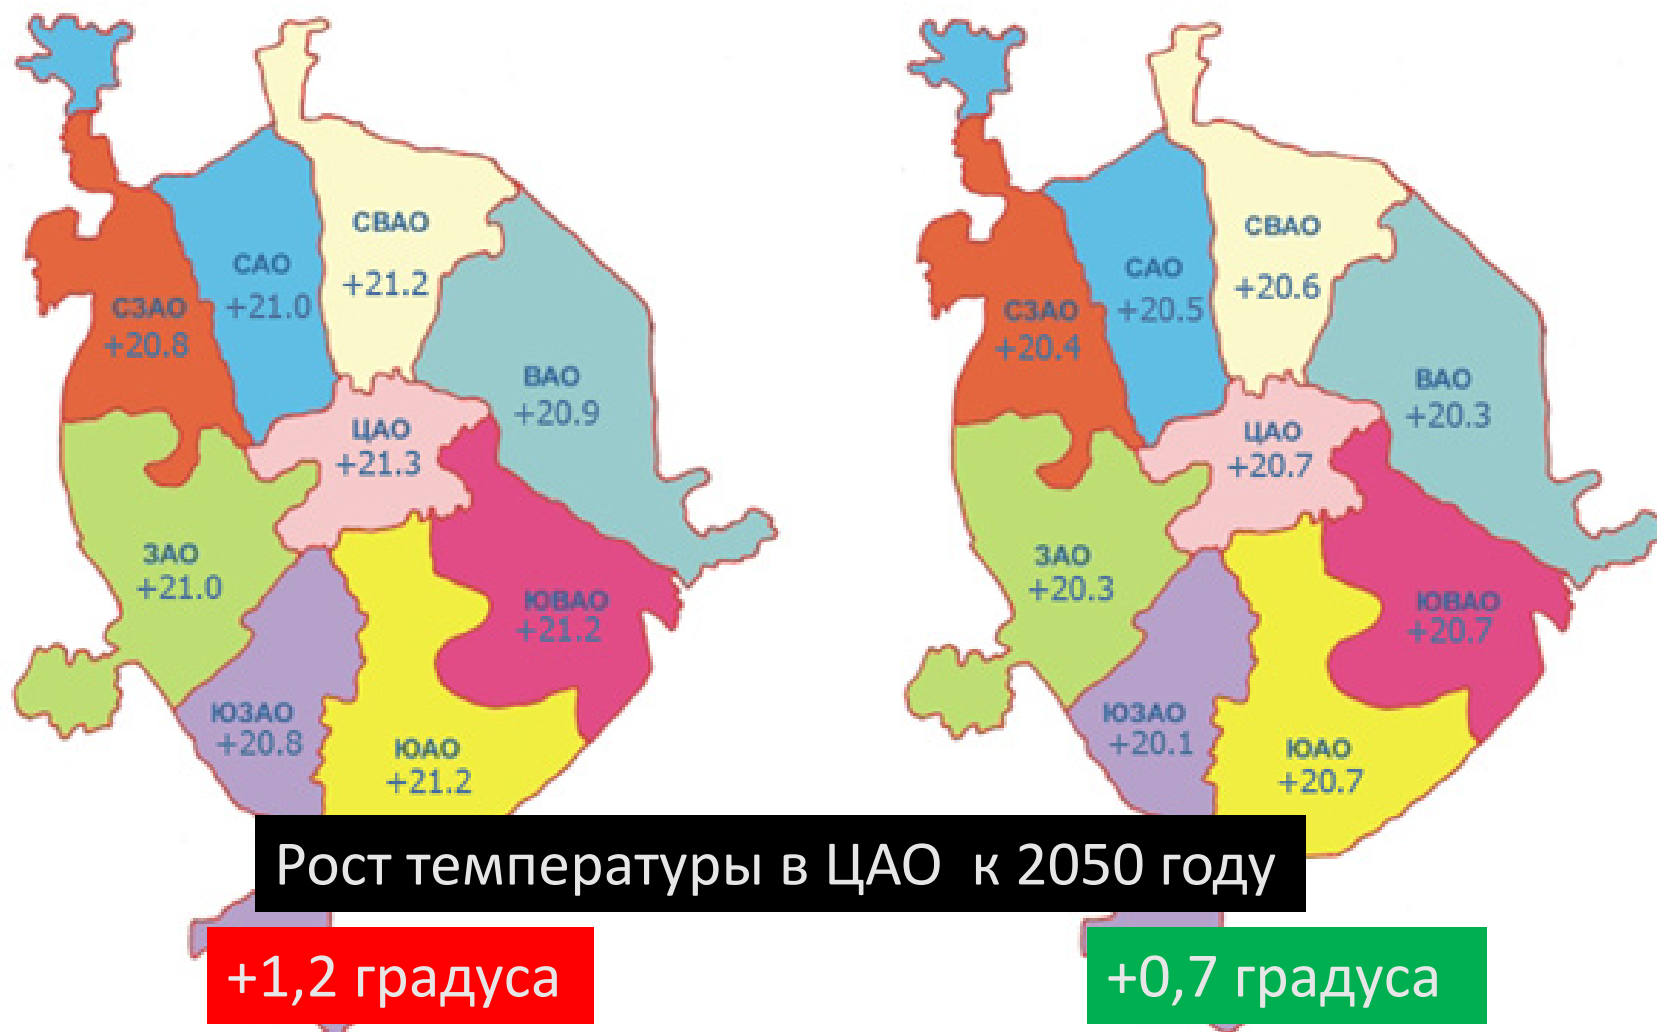 СВАО
+21.2
САО
+21.0
СЗАО
+20.8
ВАО
+20.9
ЦАО
+21.3
ЗАО
+21.0
ЮВАО
+21.2
ЮЗАО
+20.8
ЮАО
+21.2
СВАО
+20.6
САО
+20.5
СЗАО
+20.4
ВАО
+20.3
ЦАО
+20.7
ЗАО
+20.3
ЮВАО
+20.7
ЮЗАО
+20.1
ЮАО
+20.7
Рост температуры в ЦАО к 2050 году
+1,2 градуса
+0,7 градуса